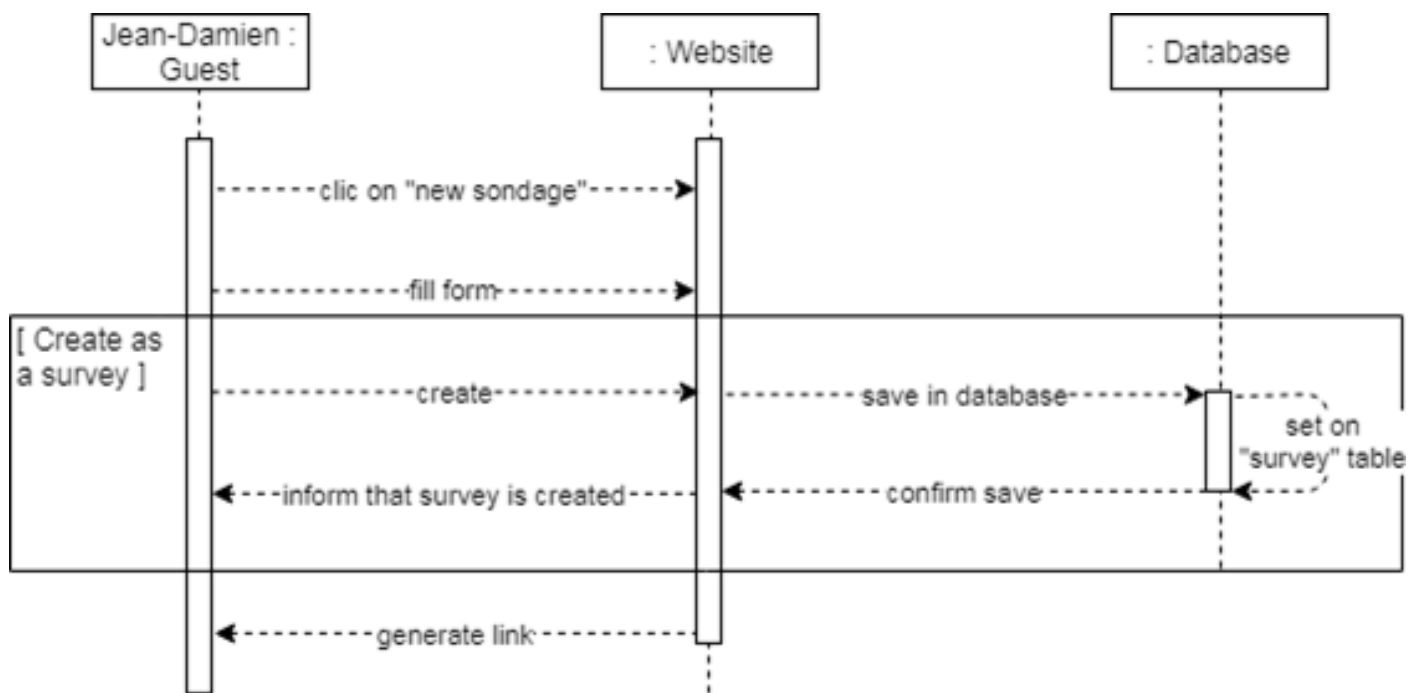 Jean-Damien :
Guest
: Website
: Database
clic on "new sondage"
fill form
[ Create as
a survey ]
create
save in database
set on
"survey" table
inform that survey is created
confirm save
generate link